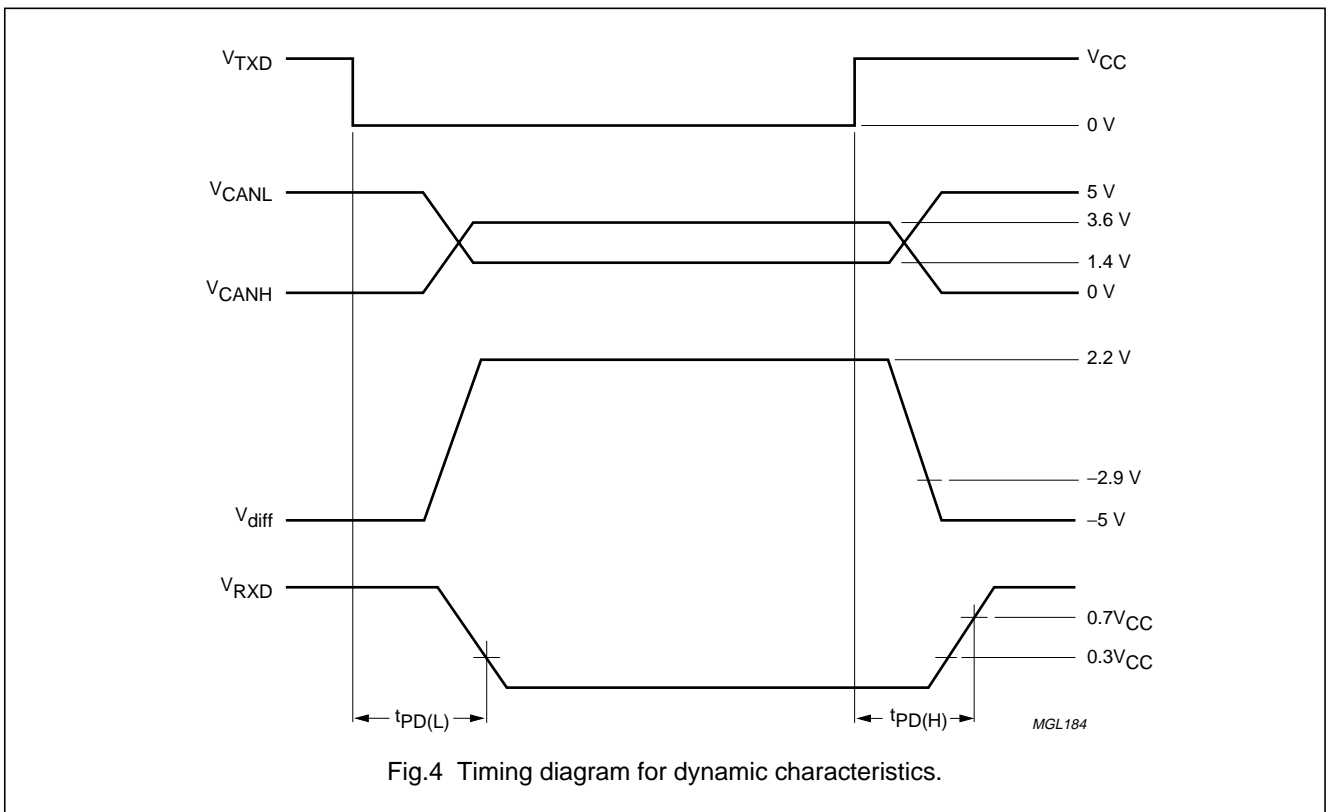 VTXD
VCC
0 V
VCANL
5 V
3.6 V
1.4 V
VCANH
0 V
2.2 V
−2.9 V
Vdiff
−5 V
VRXD
0.7VCC
0.3VCC
tPD(L)
tPD(H)
MGL184
Fig.4 Timing diagram for dynamic characteristics.